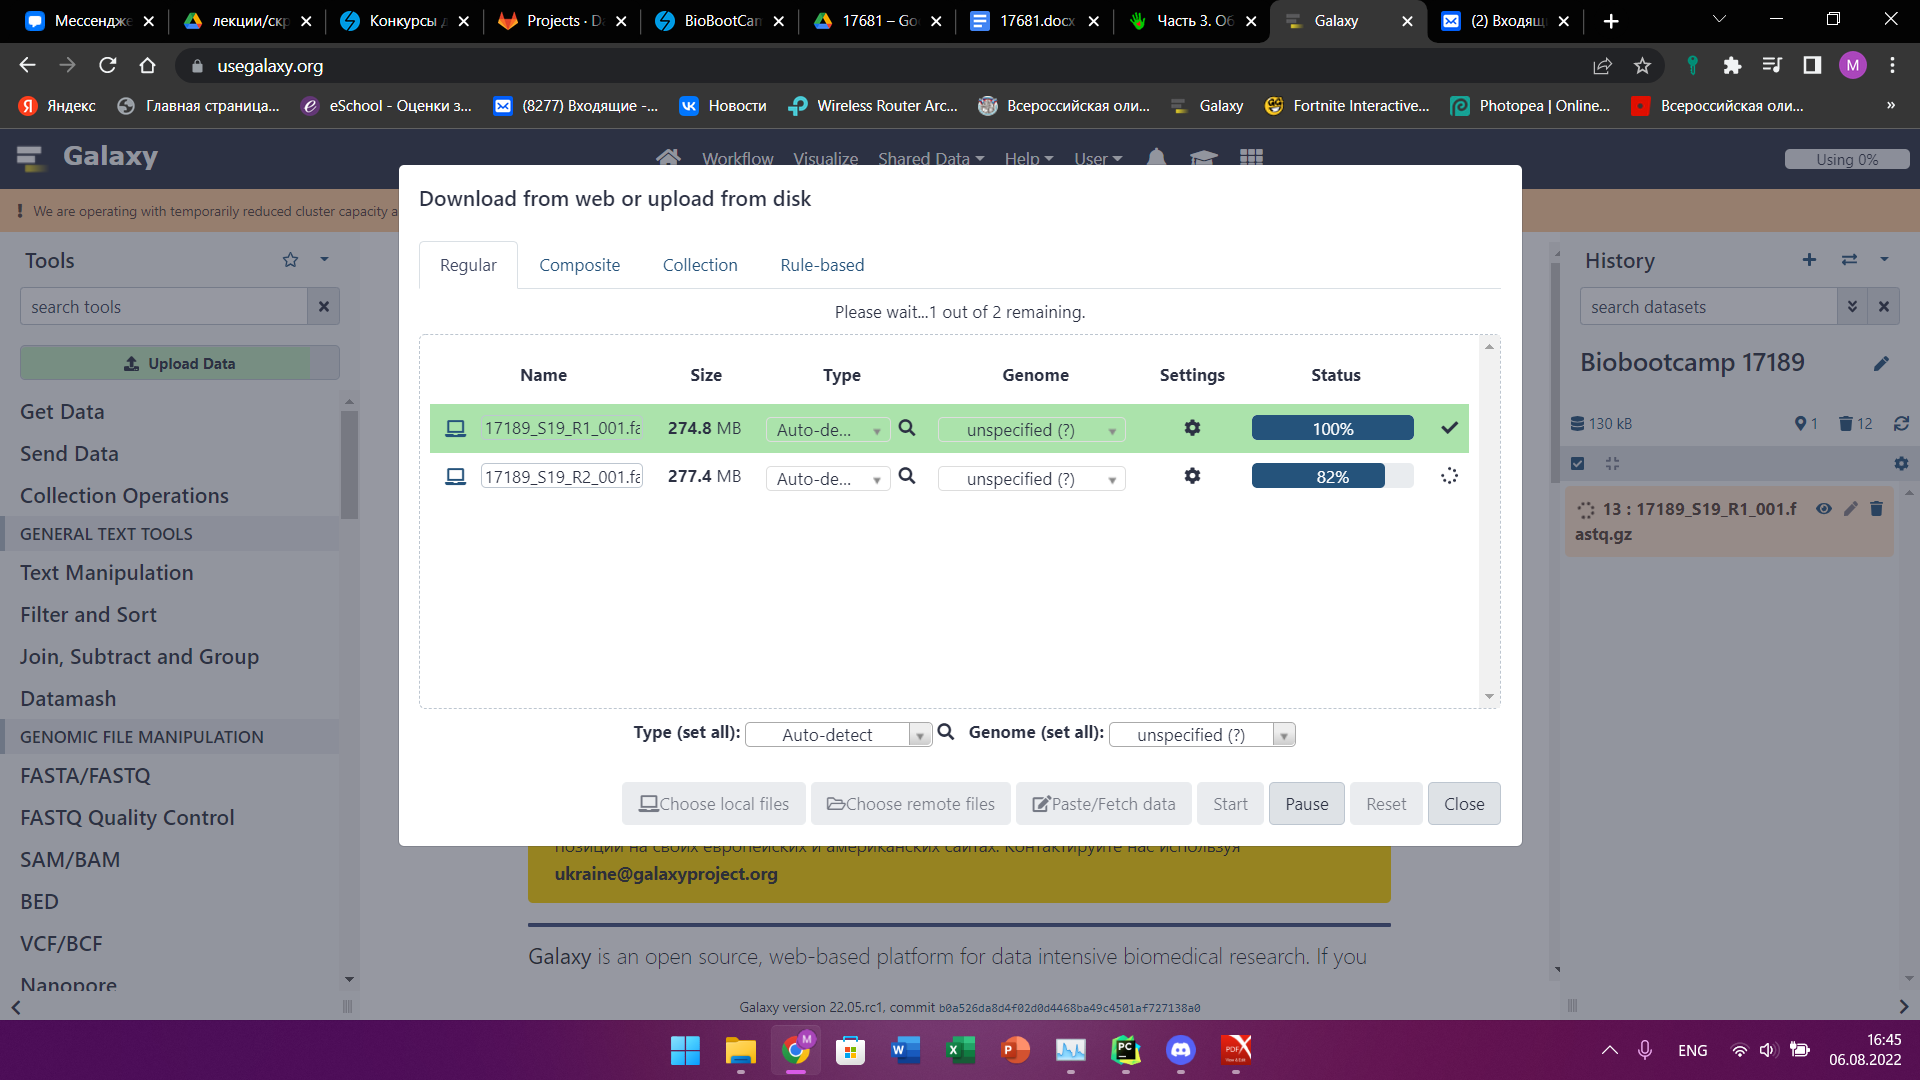 Мессендже
лекции/скр
Конкурсы д
Projects · Da
BioBootCam
17681 – Goo
17681.docx
Часть 3. Об
Galaxy
(2) Входящи
usegalaxy.org
M
Яндекс
Главная страница...
eSchool - Оценки з...
(8277) Входящие -...
Новости
Wireless Router Arc...
Всероссийская оли...
Galaxy
Fortnite Interactive...
Photopea | Online...
Всероссийская оли...
»
Galaxy
Workflow
Visualize
Shared Data
Help
User
Using 0%
We are operating with temporarily reduced cluster capacity a
Tools
search tools
Upload Data
Get Data
Send Data
Collection Operations
GENERAL TEXT TOOLS
Text Manipulation
Filter and Sort
Join, Subtract and Group
Datamash
GENOMIC FILE MANIPULATION
FASTA/FASTQ
FASTQ Quality Control
SAM/BAM
BED
VCF/BCF
Nanopore
Download from web or upload from disk
Regular
Composite
Collection
Rule-based
Please wait...1 out of 2 remaining.
Name Size Type Genome Settings Status
17189_S19_R1_001.fa 274.8 MB Auto-de... unspecified (?) 100%
17189_S19_R2_001.fa 277.4 MB Auto-de... unspecified (?) 82%
Type (set all): Auto-detect Genome (set all): unspecified (?)
Choose local files
Choose remote files
Paste/Fetch data
Start
Pause
Reset
Close
позиции на своих европейских и американских сайтах. Контактируйте нас используя
ukraine@galaxyproject.org
Galaxy is an open source, web-based platform for data intensive biomedical research. If you
Galaxy version 22.05.rc1, commit b0a526da8d4f02d0d4468ba49c4501af727138a0
History
search datasets
Biobootcamp 17189
130 kB
1
12
13 : 17189_S19_R1_001.f
astq.gz
ENG
16:45
06.08.2022